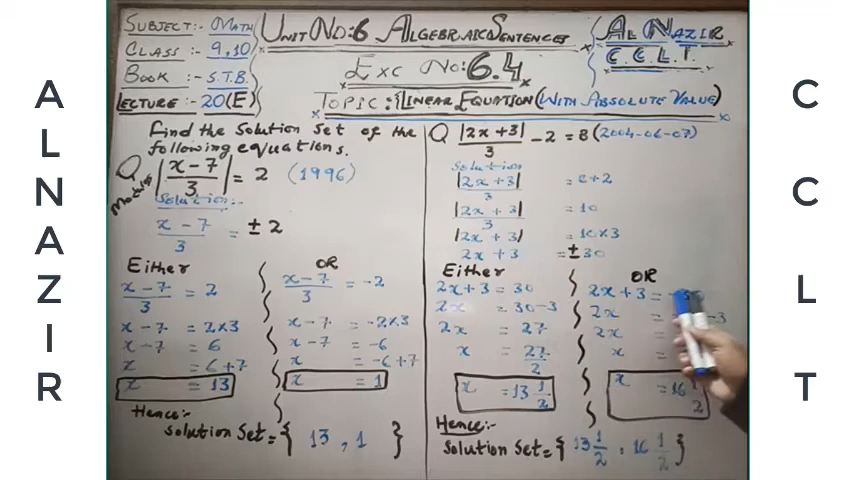 ALNAZIR
SUBJECT:- MATH
CLASS :- 9,10
BOOK :- S.T.B.
LECTURE :- 20(E)
UNIT NO:6 ALGEBRAIC SENTENCES
EXC NO:6.4
TOPIC:{LINEAR EQUATION(WITH ABSOLUTE VALUE)
AL NAZIR
C.C.L.T.
Find the solution set of the
following equations.
Q |x-7/3| = 2 (1996)
Solution:-
x-7/3 = ±2
Either
x-7/3 = 2
x-7 = 2×3
x-7 = 6
x = 6+7
x = 13
OR
x-7/3 = -2
x-7 = -2×3
x-7 = -6
x = -6+7
x = 1
Hence:-
Solution Set = { 13 , 1 }
Q |2x+3|/3 - 2 = 8 (2004-06-07)
Solution
|2x+3|/3 = 8+2
|2x+3|/3 = 10
|2x+3| = 10×3
2x+3 = ±30
Either
2x+3 = 30
2x = 30-3
2x = 27
x = 27/2
x = 13 1/2
OR
2x+3 =
2x = -3
2x =
x =
x = 16 1/2
Hence:-
Solution Set = { 13 1/2 , 16 1/2 }
CCLT